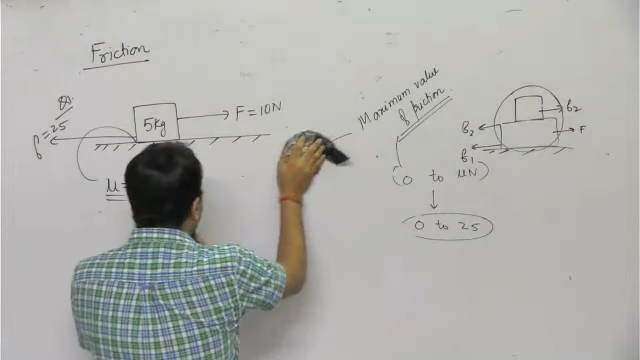 Friction
f = 25
5kg
F = 10N
μ =
Maximum value
of friction
(0 to μN)
0 to 25
f₂
f₂
F
f₁